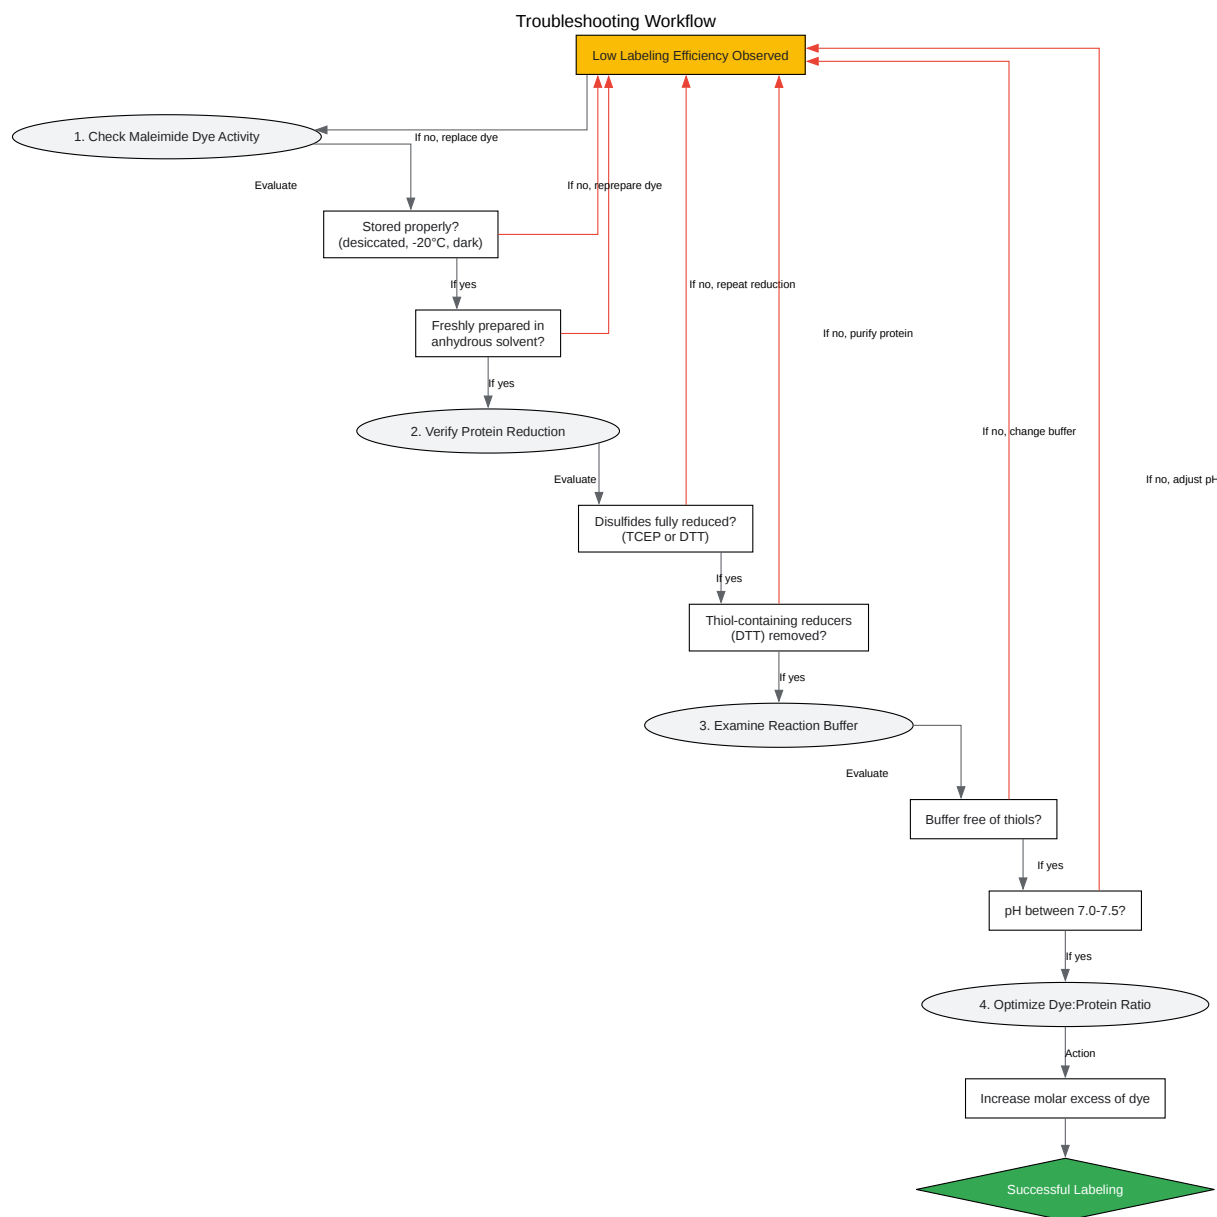 Troubleshooting Workflow
Low Labeling Efficiency Observed
1. Check Maleimide Dye Activity
If no, replace dye
Evaluate
If no, reprepare dye
Stored properly?
(desiccated, -20°C, dark)
If yes
If no, repeat reduction
Freshly prepared in
anhydrous solvent?
If no, purify protein
If yes
2. Verify Protein Reduction
If no, change buffer
Evaluate
If no, adjust pH
Disulfides fully reduced?
(TCEP or DTT)
If yes
Thiol-containing reducers
(DTT) removed?
If yes
3. Examine Reaction Buffer
Evaluate
Buffer free of thiols?
If yes
pH between 7.0-7.5?
If yes
4. Optimize Dye:Protein Ratio
Action
Increase molar excess of dye
Successful Labeling